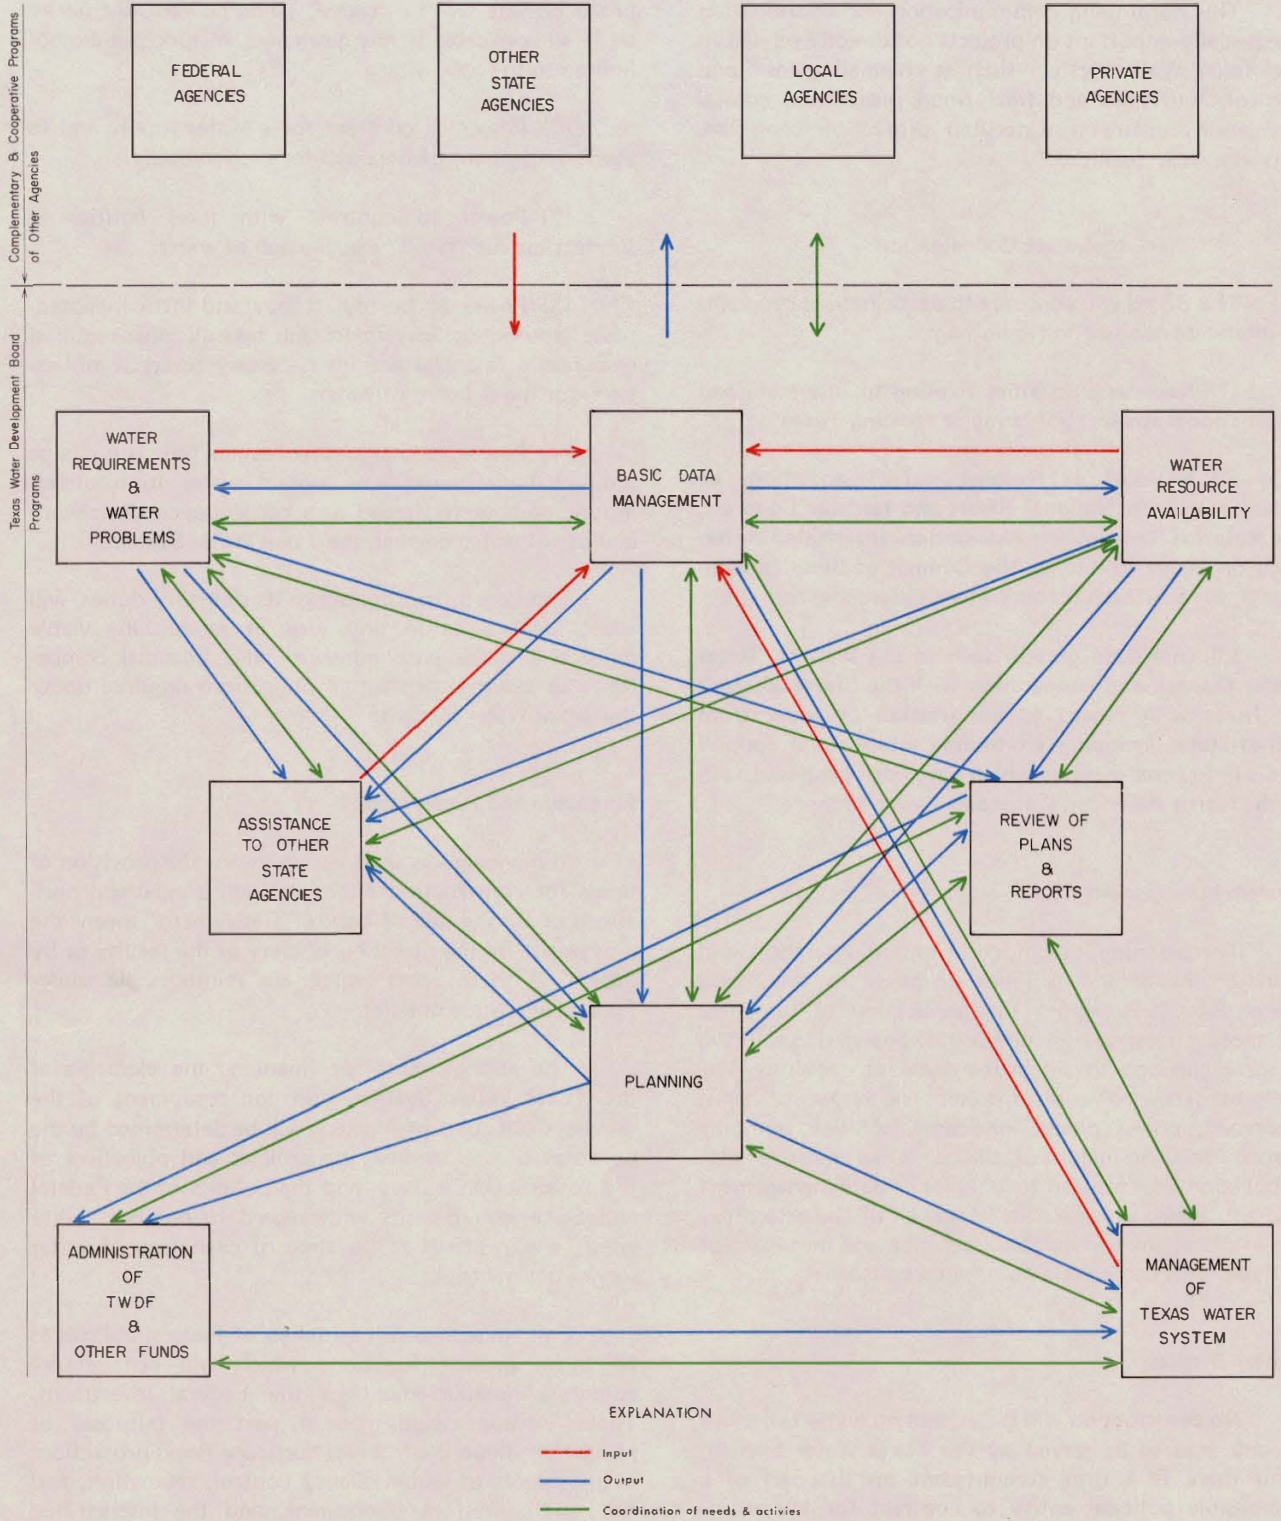 Complementary & Cooperative Programs
of Other Agencies
FEDERAL
AGENCIES
OTHER
STATE
AGENCIES
LOCAL
AGENCIES
PRIVATE
AGENCIES
Texas Water Development Board
Programs
WATER
REQUIREMENTS
&
WATER
PROBLEMS
BASIC DATA
MANAGEMENT
WATER
RESOURCE
AVAILABILITY
ASSISTANCE
TO OTHER
STATE
AGENCIES
REVIEW OF
PLANS
&
REPORTS
PLANNING
ADMINISTRATION
OF
TWDF
&
OTHER FUNDS
MANAGEMENT
OF
TEXAS WATER
SYSTEM
EXPLANATION
Input
Output
Coordination of needs & activies